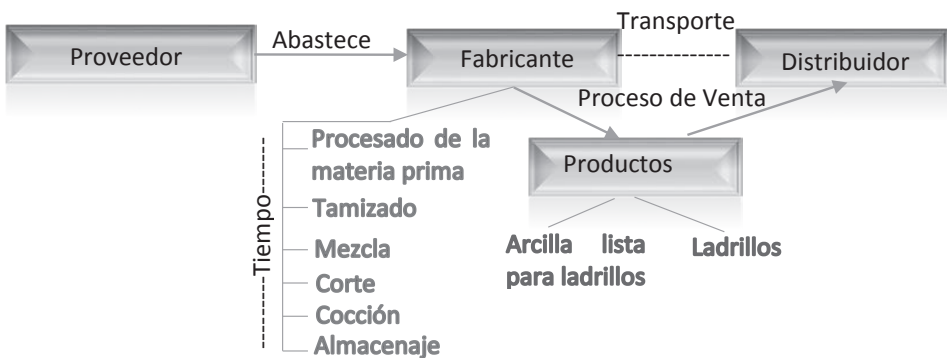 Transporte
Proveedor
Abastece
Fabricante
Distribuidor
Proceso de Venta
Procesado de la
materia prima
Tamizado
Mezcla
Corte
Cocción
Almacenaje
Tiempo
Productos
Arcilla lista
para ladrillos
Ladrillos